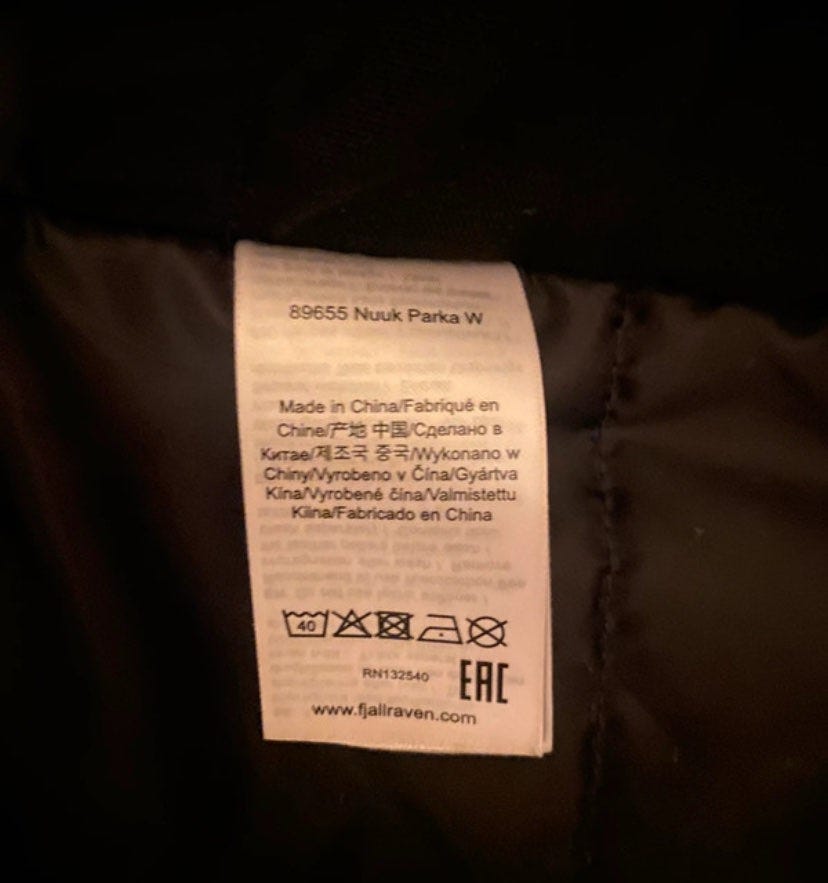 89655 Nuuk Parka W
Made in China/Fabriqué en
Chine/产地 中国/Сделано в
Китае/제조국 중국/Wykonano w
Chiny/Vyrobeno v Čína/Gyártva
Kína/Vyrobené čína/Valmistettu
Kiina/Fabricado en China
40
RN132540 EAC
www.fjallraven.com